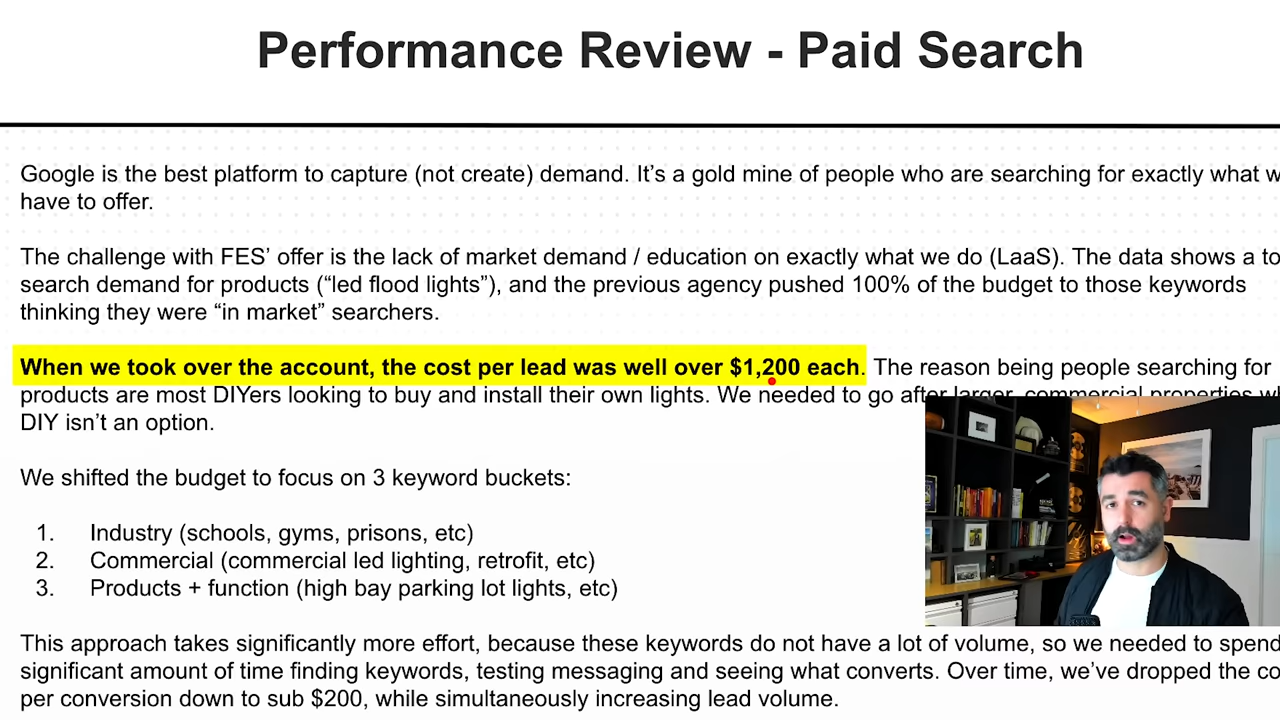 Performance Review - Paid Search
Google is the best platform to capture (not create) demand. It’s a gold mine of people who are searching for exactly what
have to offer.
The challenge with FES’ offer is the lack of market demand / education on exactly what we do (LaaS). The data shows a
search demand for products (“led flood lights”), and the previous agency pushed 100% of the budget to those keywords
thinking they were “in market” searchers.
When we took over the account, the cost per lead was well over $1,200 each. The reason being people searching for
products are most DIYers looking to buy and install their own lights. We needed to go after larger, commercial properties
DIY isn’t an option.
We shifted the budget to focus on 3 keyword buckets:
1. Industry (schools, gyms, prisons, etc)
2. Commercial (commercial led lighting, retrofit, etc)
3. Products + function (high bay parking lot lights, etc)
This approach takes significantly more effort, because these keywords do not have a lot of volume, so we needed to spend
significant amount of time finding keywords, testing messaging and seeing what converts. Over time, we’ve dropped the
per conversion down to sub $200, while simultaneously increasing lead volume.